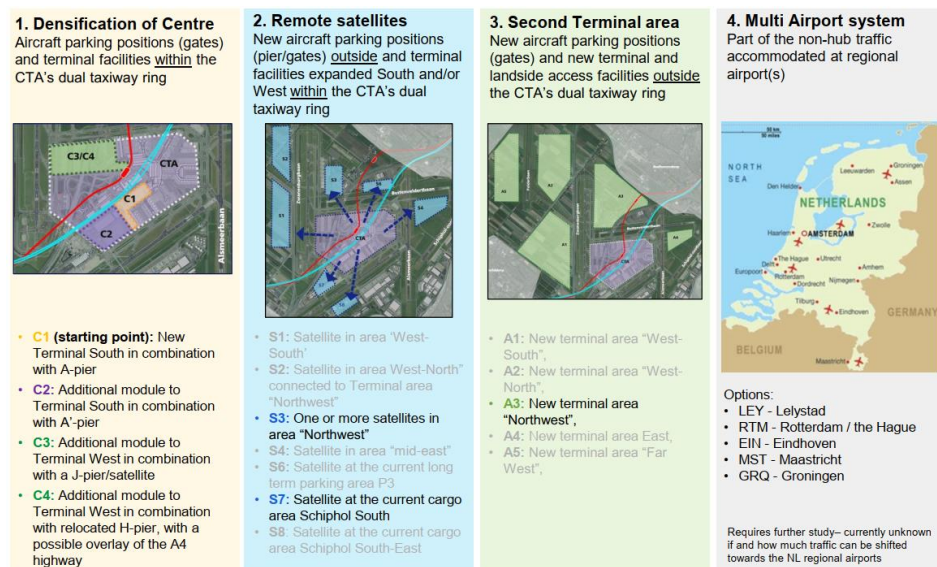 1. Densification of Centre
Aircraft parking positions (gates)
and terminal facilities within the
CTA's dual taxiway ring
C3/C4
CTA
C1
C2
Aalsmeerbaan
• C1 (starting point): New
Terminal South in combination
with A-pier
• C2: Additional module to
Terminal South in combination
with A'-pier
• C3: Additional module to
Terminal West in combination
with a J-pier/satellite
• C4: Additional module to
Terminal West in combination
with relocated H-pier, with a
possible overlay of the A4
highway
2. Remote satellites
New aircraft parking positions
(pier/gates) outside and terminal
facilities expanded South and/or
West within the CTA's dual
taxiway ring
S2
S3
S1
S4
CTA
S7
• S1: Satellite in area 'West-
South'
• S2: Satellite in area West-North"
connected to Terminal area
"Northwest"
• S3: One or more satellites in
area "Northwest"
• S4: Satellite in area "mid-east"
• S6: Satellite at the current long
term parking area P3
• S7: Satellite at the current cargo
area Schiphol South
• S8: Satellite at the current cargo
area Schiphol South-East
3. Second Terminal area
New aircraft parking positions
(gates) and new terminal and
landside access facilities outside
the CTA's dual taxiway ring
A5
A2
A3
A1
A4
CTA
• A1: New terminal area "West-
South",
• A2: New terminal area "West-
North",
• A3: New terminal area
"Northwest",
• A4: New terminal area East,
• A5: New terminal area "Far
West",
4. Multi Airport system
Part of the non-hub traffic
accommodated at regional
airport(s)
NORTH
SEA
Groningen
Leeuwarden
Assen
Den Helder
NETHERLANDS
Zwolle
Haarlem
AMSTERDAM
The Hague
Utrecht
Delft
Arnhem
Europoort
Rotterdam
Nijmegen
Dordrecht
Tilburg
Eindhoven
GERMANY
BELGIUM
Maastricht
Options:
• LEY - Lelystad
• RTM - Rotterdam / the Hague
• EIN - Eindhoven
• MST - Maastricht
• GRQ - Groningen
Requires further study– currently unknown
if and how much traffic can be shifted
towards the NL regional airports